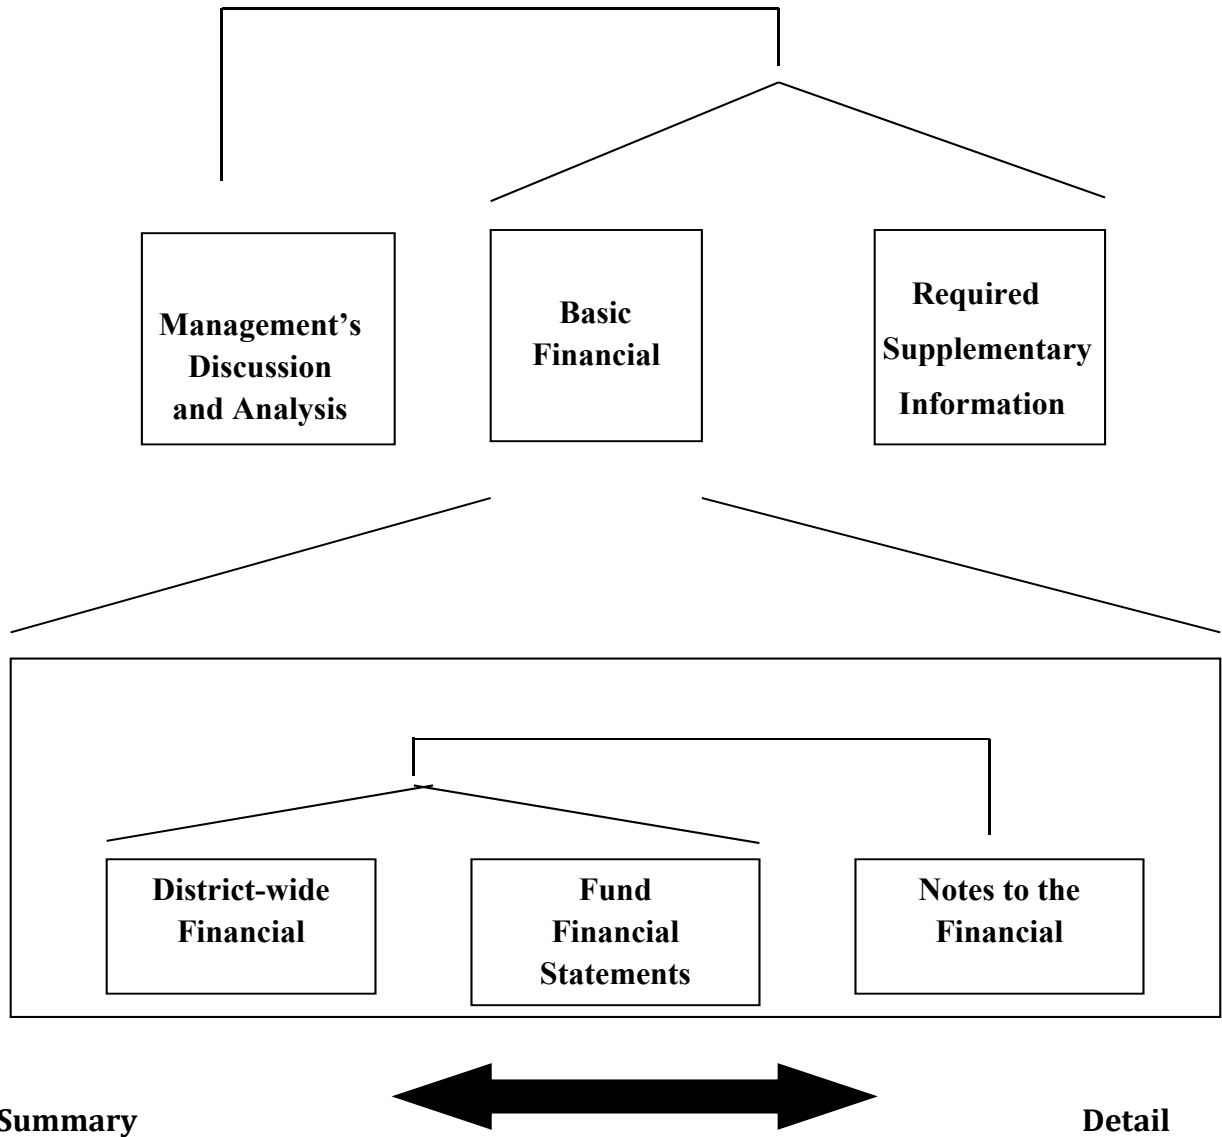 Management’s
Discussion
and Analysis
Basic
Financial
Required
Supplementary
Information
District-wide
Financial
Fund
Financial
Statements
Notes to the
Financial
Summary
Detail